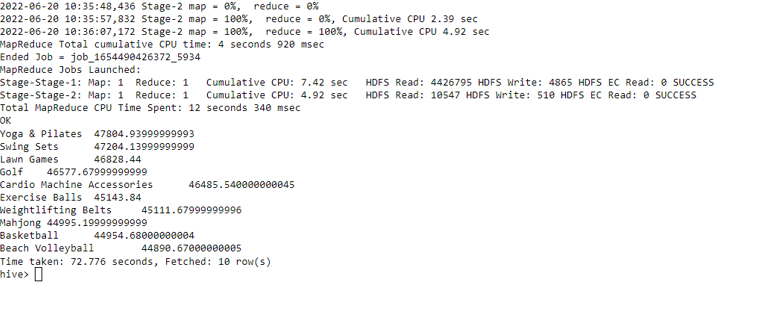 2022-06-20 10:35:48,436 Stage-2 map = 0%,  reduce = 0%
2022-06-20 10:35:57,832 Stage-2 map = 100%,  reduce = 0%, Cumulative CPU 2.39 sec
2022-06-20 10:36:07,172 Stage-2 map = 100%,  reduce = 100%, Cumulative CPU 4.92 sec
MapReduce Total cumulative CPU time: 4 seconds 920 msec
Ended Job = job_1654490426372_5934
MapReduce Jobs Launched:
Stage-Stage-1: Map: 1  Reduce: 1   Cumulative CPU: 7.42 sec   HDFS Read: 4426795 HDFS Write: 4865 HDFS EC Read: 0 SUCCESS
Stage-Stage-2: Map: 1  Reduce: 1   Cumulative CPU: 4.92 sec   HDFS Read: 10547 HDFS Write: 510 HDFS EC Read: 0 SUCCESS
Total MapReduce CPU Time Spent: 12 seconds 340 msec
OK
Yoga & Pilates  47804.93999999993
Swing Sets      47204.13999999999
Lawn Games      46828.44
Golf    46577.67999999999
Cardio Machine Accessories      46485.540000000045
Exercise Balls  45143.84
Weightlifting Belts     45111.67999999996
Mahjong 44995.19999999999
Basketball      44954.68000000004
Beach Volleyball        44890.67000000005
Time taken: 72.776 seconds, Fetched: 10 row(s)
hive>